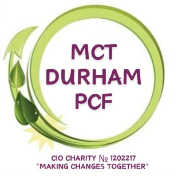 MCT
DURHAM
PCF
CIO CHARITY № 1202217
"MAKING CHANGES TOGETHER"